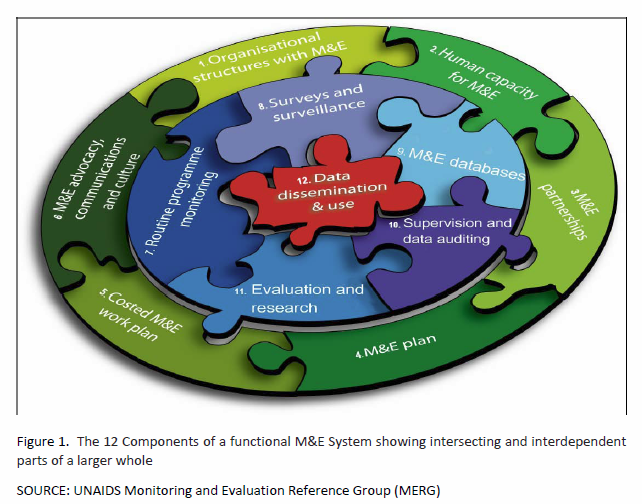 1. Organisational
structures with M&E
2. Human capacity
for M&E
3. M&E
partnerships
4. M&E plan
5. Costed M&E
work plan
6 M&E advocacy,
communications
and culture
7. Routine programme
monitoring
8. Surveys and
surveillance
9. M&E databases
10. Supervision and
data auditing
11. Evaluation and
research
12. Data
dissemination
& use
Figure 1. The 12 Components of a functional M&E System showing intersecting and interdependent
parts of a larger whole
SOURCE: UNAIDS Monitoring and Evaluation Reference Group (MERG)